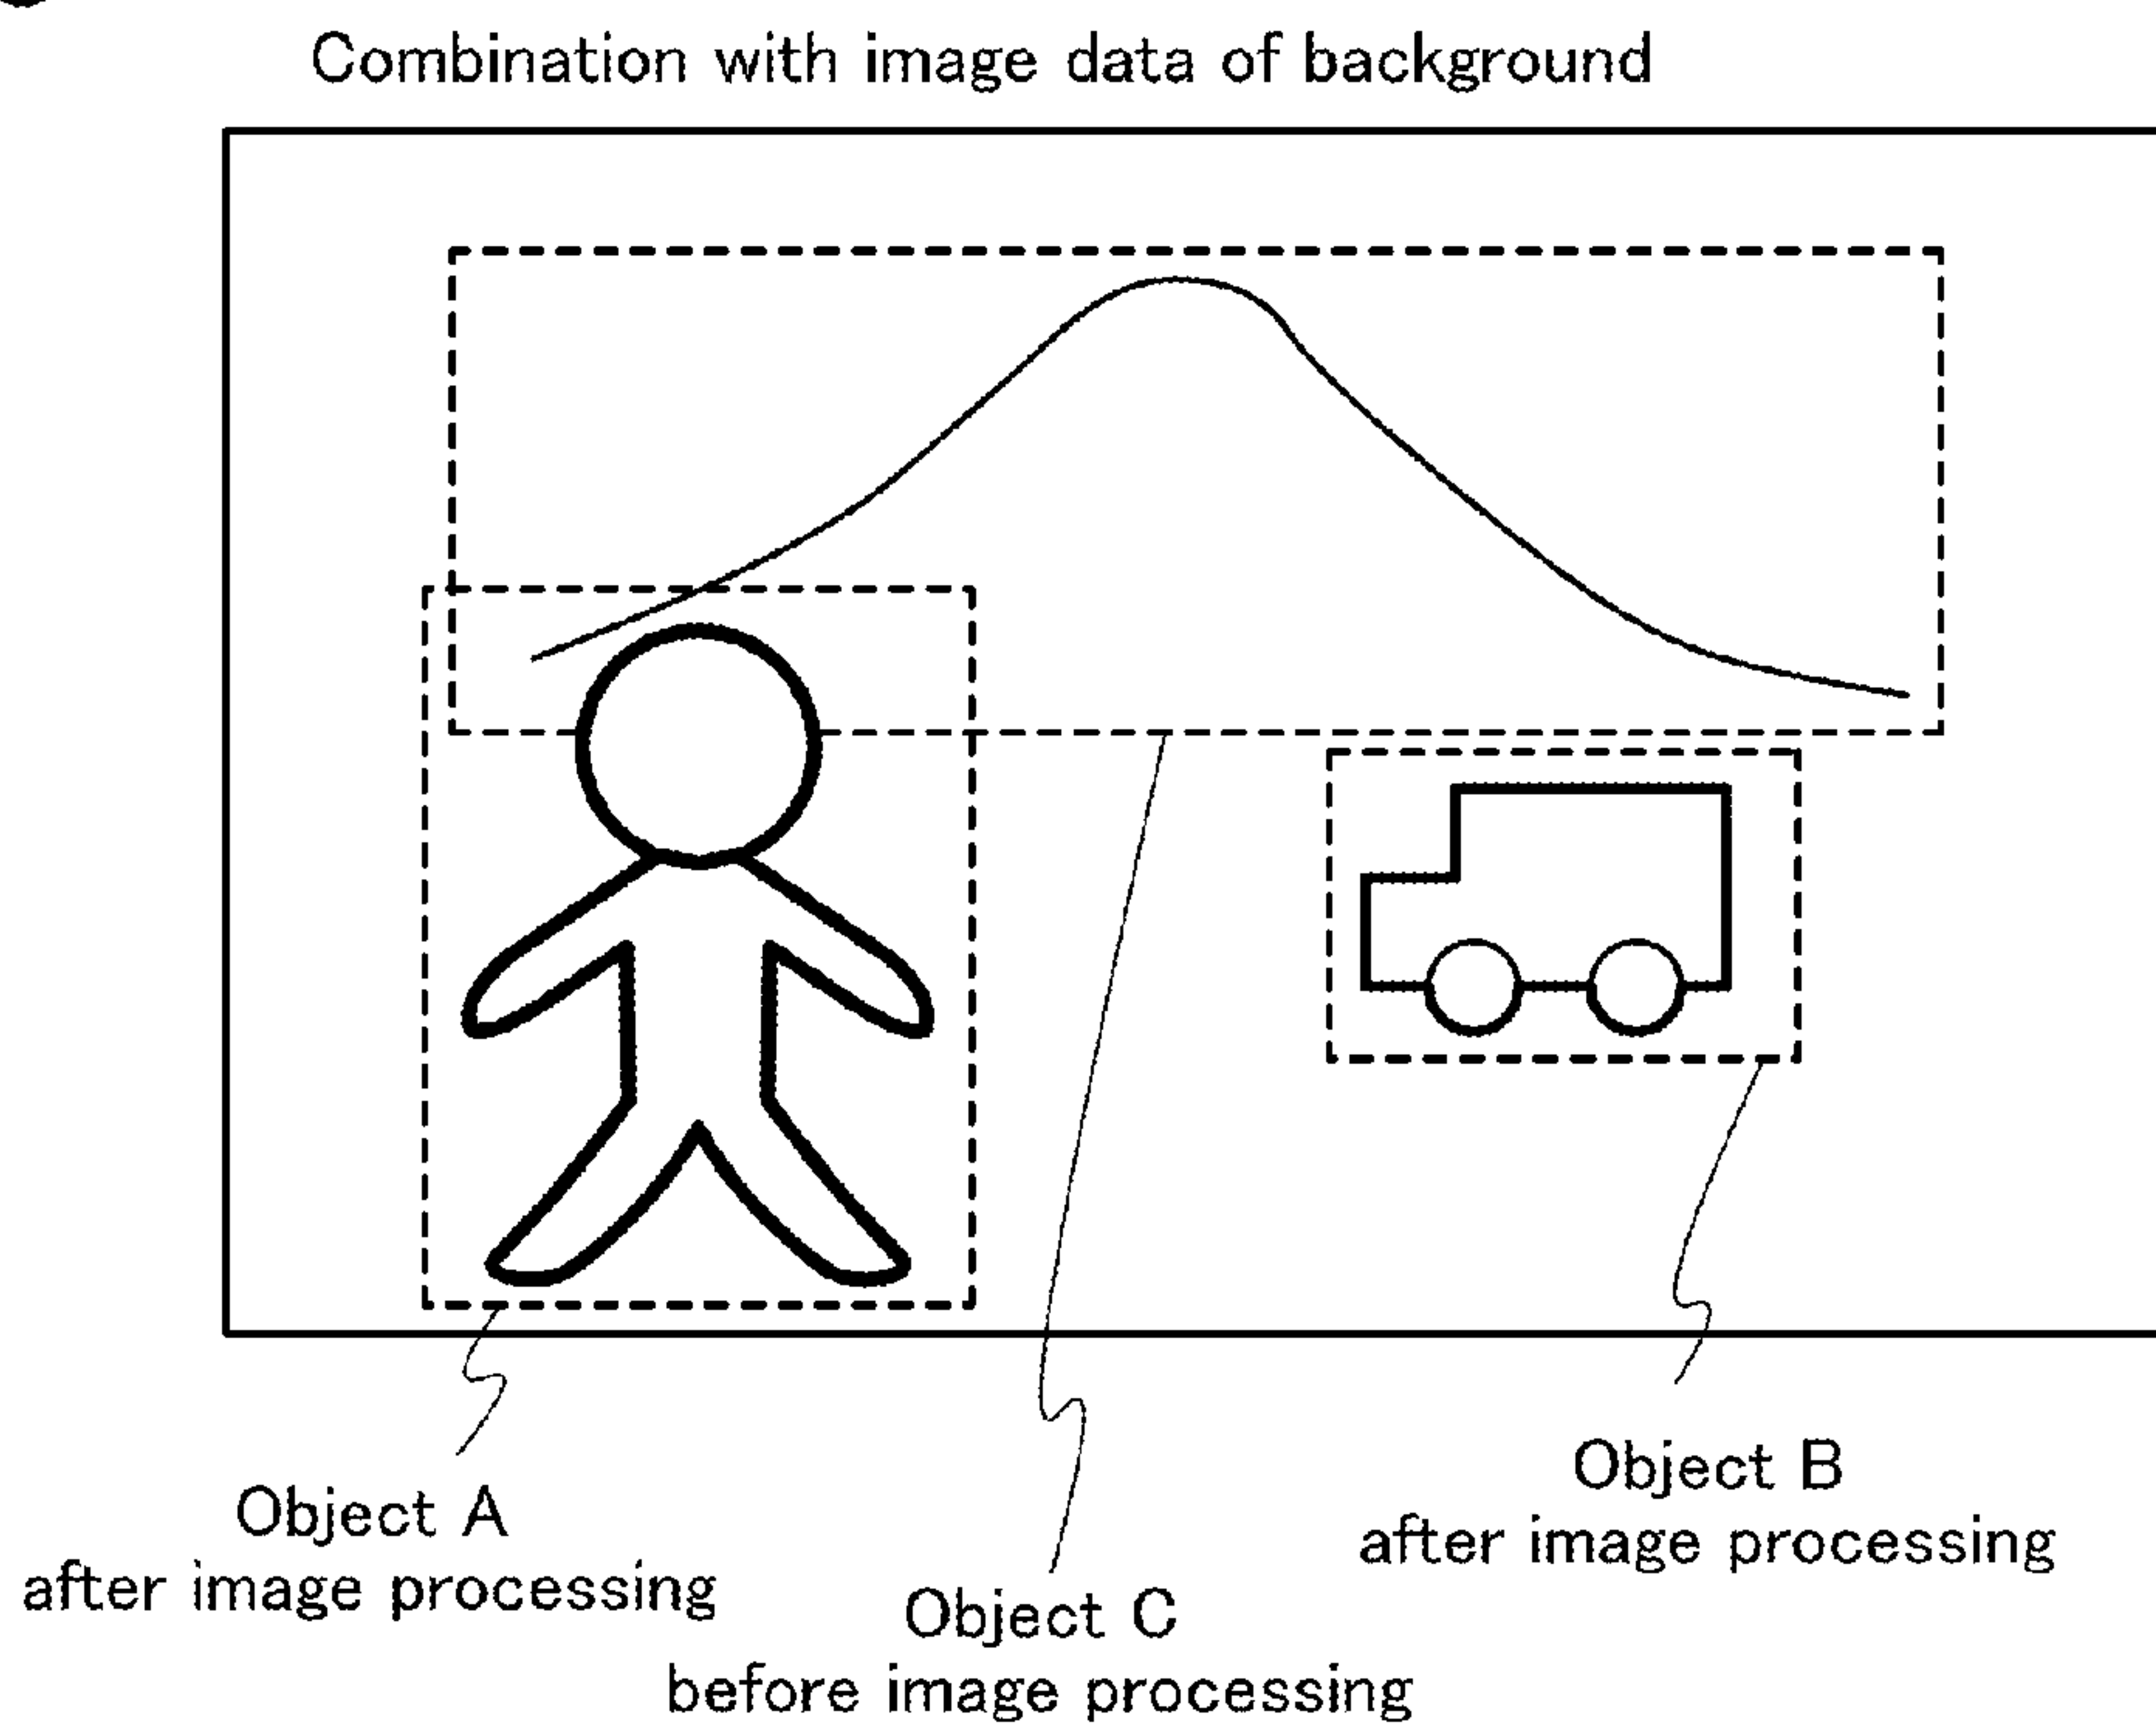 Combination with image data of background
Object A
after image processing
Object C
before image processing
Object B
after image processing